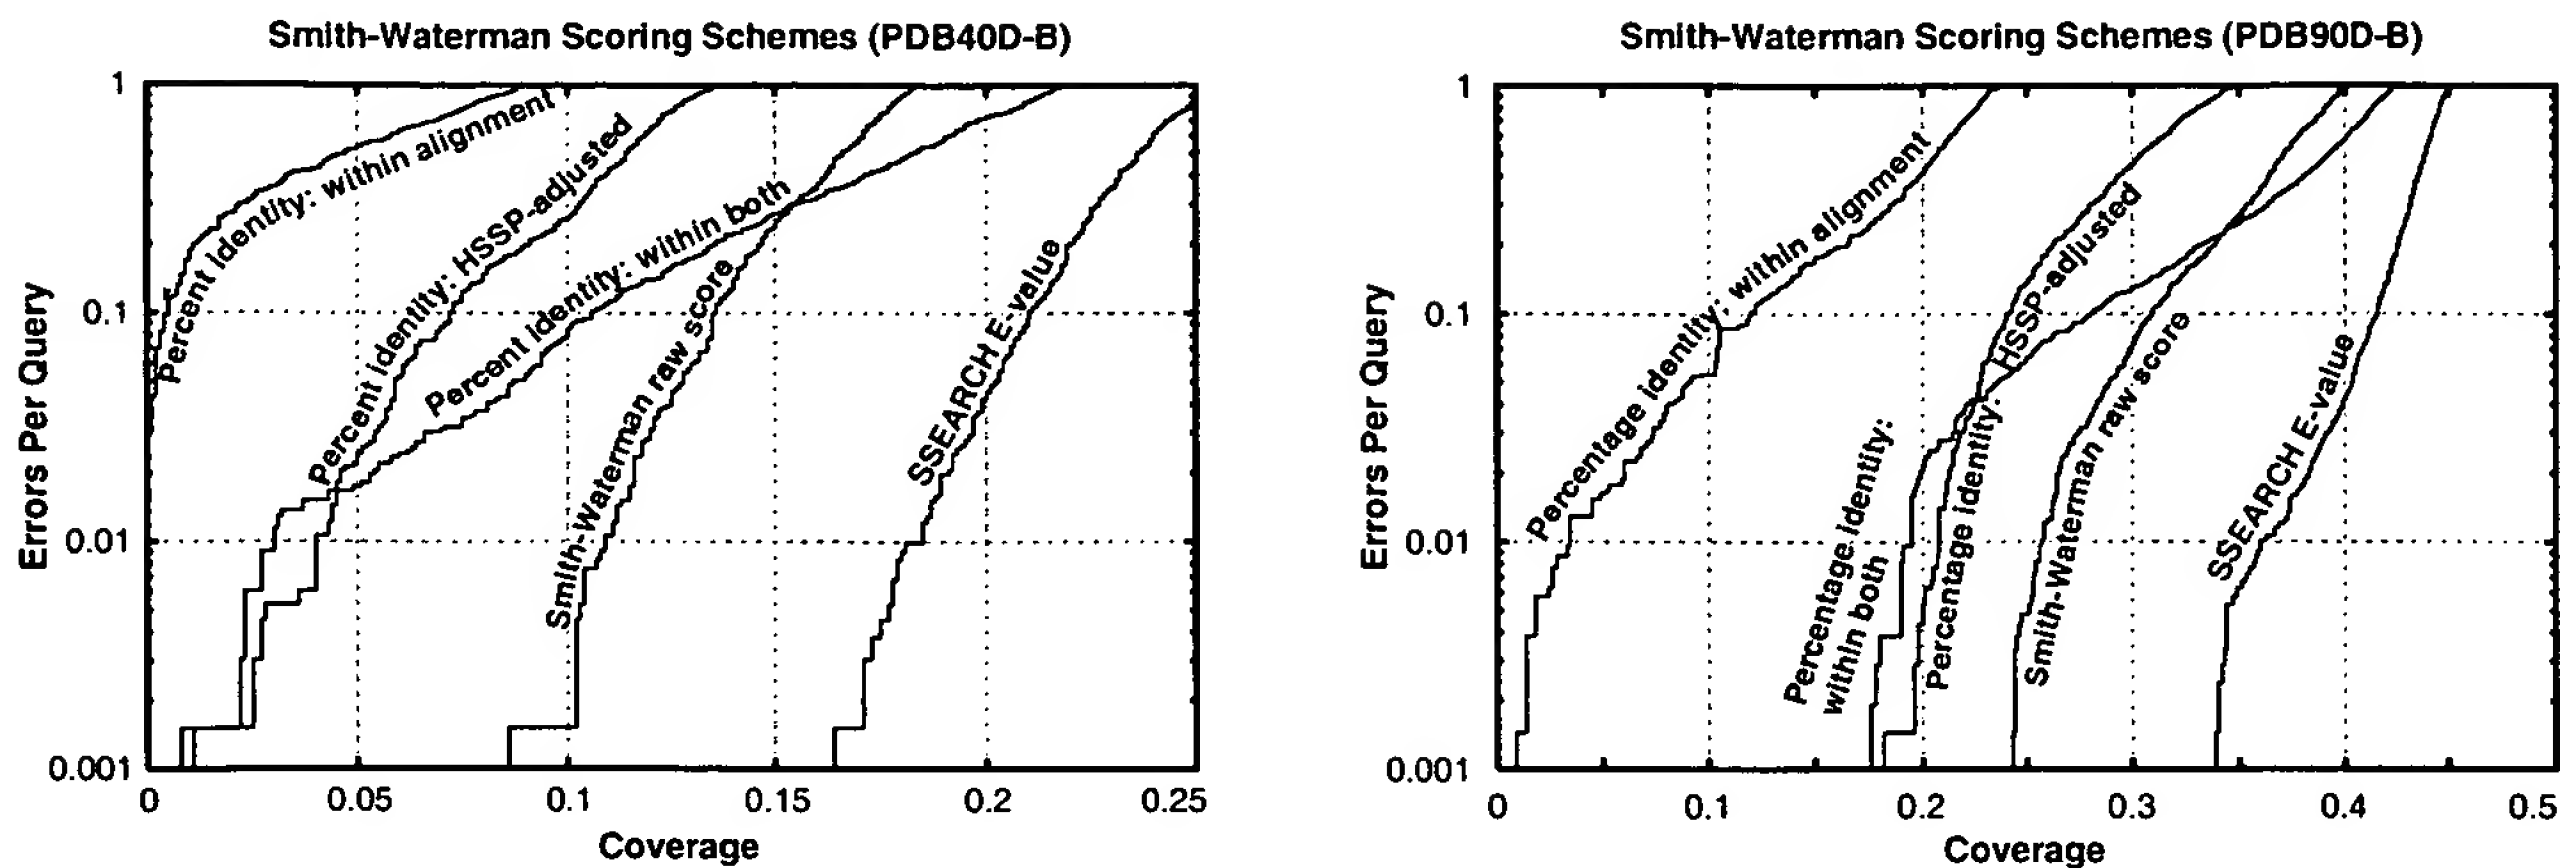 Smith-Waterman Scoring Schemes (PDB40D-B)
1
0.1
0.01
0.001
Errors Per Query
Percent identity: within alignment
Percent identity: HSSP-adjusted
Percent identity: within both
Smith-Waterman raw score
SSEARCH E-value
0 0.05 0.1 0.15 0.2 0.25
Coverage
Smith-Waterman Scoring Schemes (PDB90D-B)
1
0.1
0.01
0.001
Errors Per Query
Percentage identity: within alignment
Percentage identity:
within both
Percentage identity:
HSSP-adjusted
Smith-Waterman raw score
SSEARCH E-value
0 0.1 0.2 0.3 0.4 0.5
Coverage